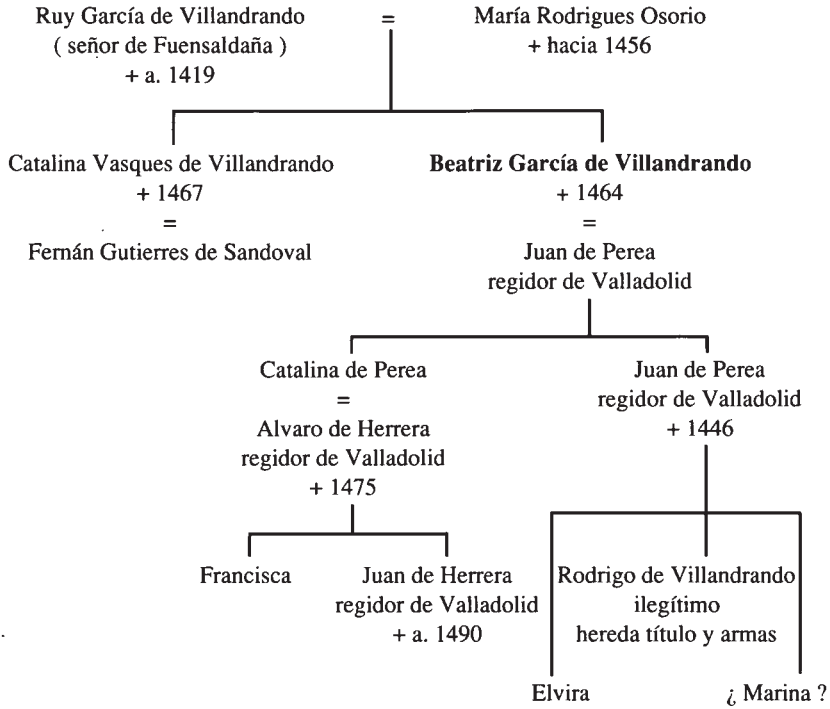 Ruy García de Villandrando = María Rodrigues Osorio
( señor de Fuensaldaña ) + hacia 1456
+ a. 1419
Catalina Vasques de Villandrando
+ 1467
=
Fernán Gutierres de Sandoval
Beatriz García de Villandrando
+ 1464
=
Juan de Perea
regidor de Valladolid
Catalina de Perea
=
Alvaro de Herrera
regidor de Valladolid
+ 1475
Juan de Perea
regidor de Valladolid
+ 1446
Francisca
Juan de Herrera
regidor de Valladolid
+ a. 1490
Rodrigo de Villandrando
ilegítimo
hereda título y armas
Elvira
¿ Marina ?